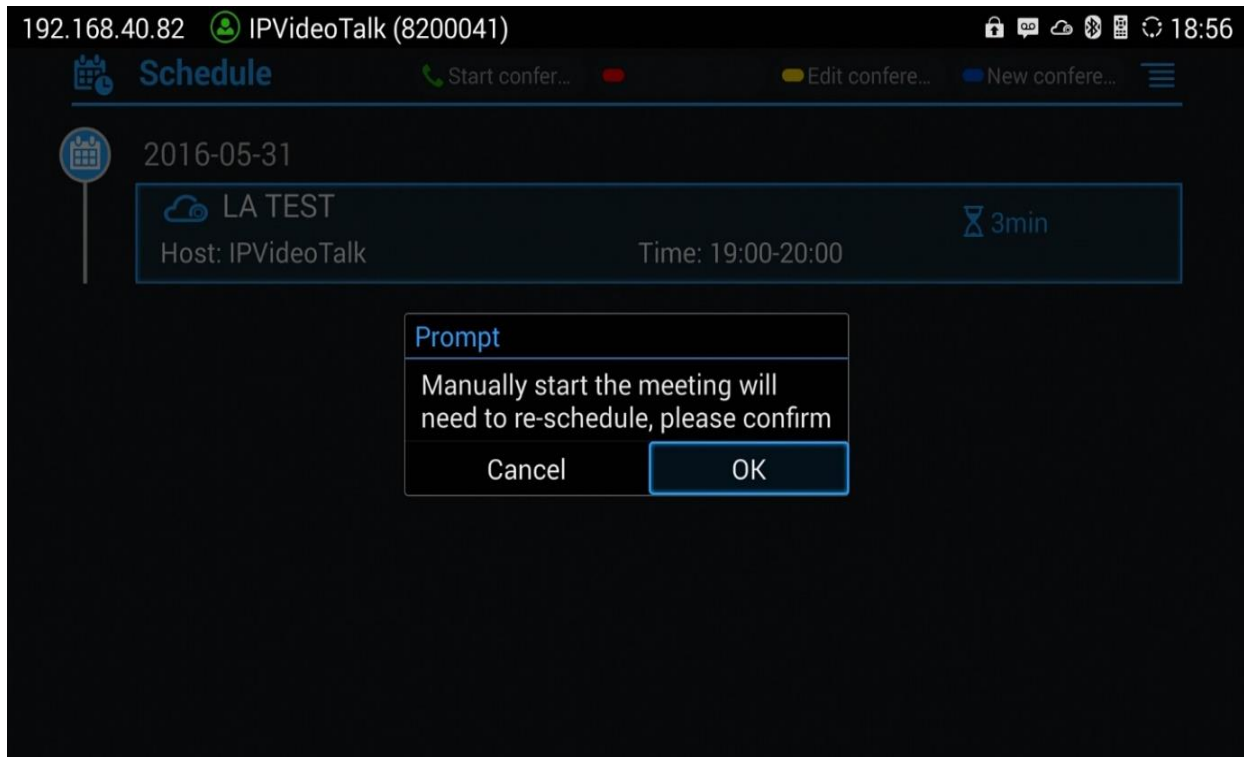 192.168.40.82 IPVideoTalk (8200041) 18:56
Schedule Start confer... Edit confere... New confere...
2016-05-31
LA TEST
3min
Host: IPVideoTalk Time: 19:00-20:00
Prompt
Manually start the meeting will
need to re-schedule, please confirm
Cancel OK